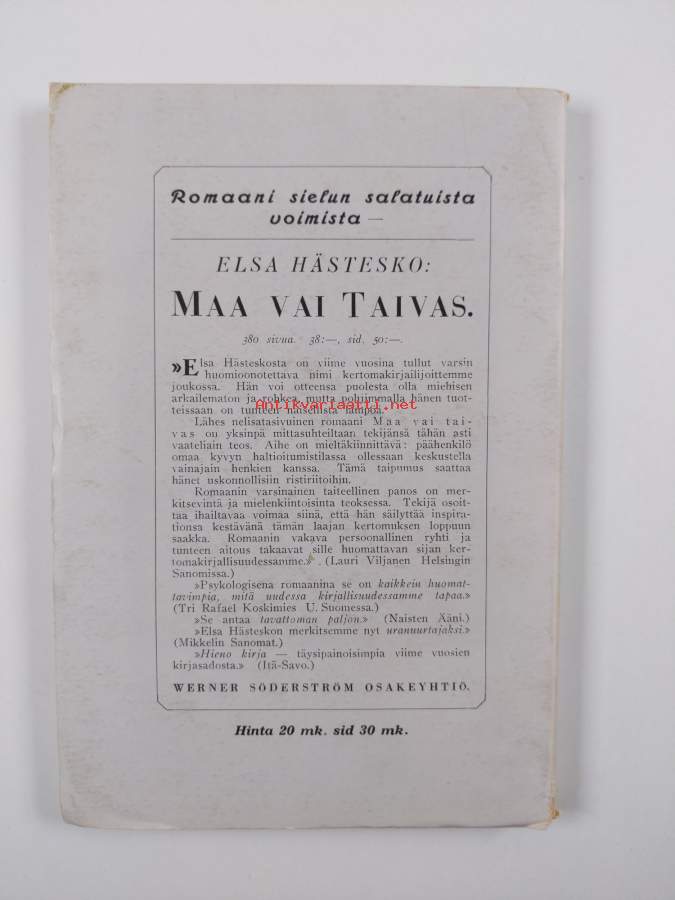 Romaani sielun salatuista
voimista —
ELSA HÄSTESKO:
MAA VAI TAIVAS.
380 sivua. 38:—, sid. 50:—.
»Elsa Hästeskosta on viime vuosina tullut varsin
huomioonotettava nimi kertomakirjailijoittemme
joukossa. Hän voi otteensa puolesta olla miehisen
arkailematon ja rohkea, mutta pohjimmalla hänen tuot-
teissaan on tunteen naisellista lämpöä.
Antikvariaatti.net
Lähes nelisatasivuinen romaani Maa vai tai-
vas on yksinpä mittasuhteiltaan tekijänsä tähän asti
vaateliain teos. Aihe on mieltäkiinnittävä: päähenkilö
omaa kyvyn haltioitumistilassa ollessaan keskustella
vainajain henkien kanssa. Tämä taipumus saattaa
hänet uskonnollisiin ristiriitoihin.
Romaanin varsinainen taiteellinen panos on mer-
kitsevintä ja mielenkiintoisinta teoksessa. Tekijä osoit-
taa ihailtavaa voimaa siinä, että hän säilyttää inspira-
tionsa kestävänä tämän laajan kertomuksen loppuun
saakka. Romaanin vakava persoonallinen ryhti ja
tunteen aitous takaavat sille huomattavan sijan ker-
tomakirjallisuudessamme.» (Lauri Viljanen Helsingin
Sanomissa.)
»Psykologisena romaanina se on kaikkein huomat-
tavimpia, mitä uudessa kirjallisuudessamme tapaa.»
(Tri Rafael Koskimies U. Suomessa.)
»Se antaa tavattoman paljon.» (Naisten Ääni.)
»Elsa Hästeskon merkitsemme nyt uranuurtajaksi.»
(Mikkelin Sanomat.)
»Hieno kirja — täysipainoisimpia viime vuosien
kirjasadosta.» (Itä-Savo.)
WERNER SÖDERSTRÖM OSAKEYHTIÖ.
Hinta 20 mk. sid 30 mk.